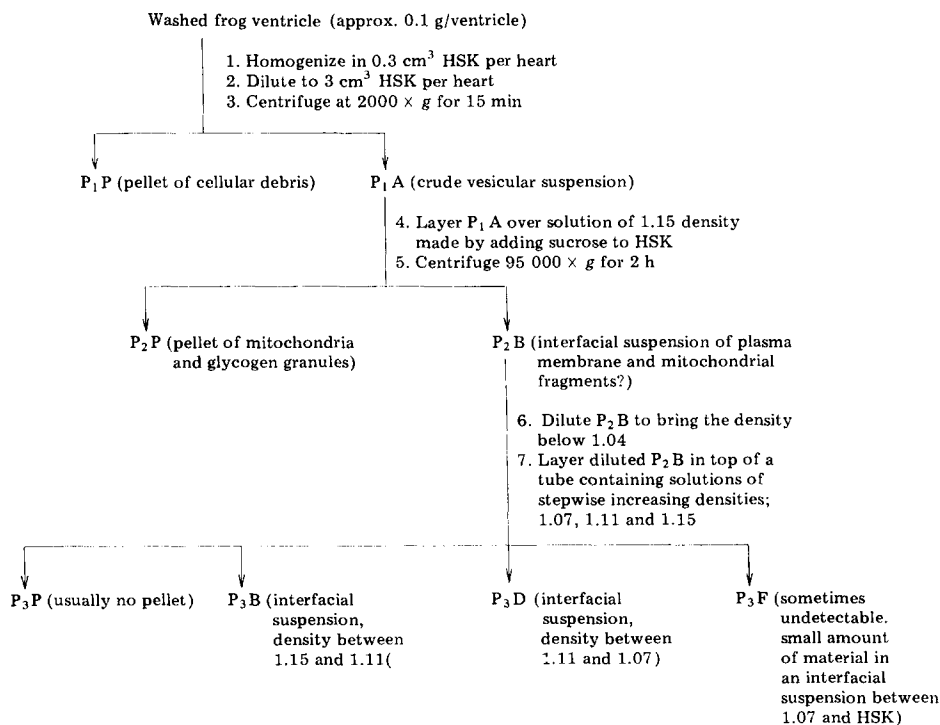 Washed frog ventricle (approx. 0.1 g/ventricle)
1. Homogenize in 0.3 cm³ HSK per heart
2. Dilute to 3 cm³ HSK per heart
3. Centrifuge at 2000 × g for 15 min
P₁P (pellet of cellular debris)
P₁A (crude vesicular suspension)
4. Layer P₁A over solution of 1.15 density
made by adding sucrose to HSK
5. Centrifuge 95 000 × g for 2 h
P₂P (pellet of mitochondria
and glycogen granules)
P₂B (interfacial suspension of plasma
membrane and mitochondrial
fragments?)
6. Dilute P₂B to bring the density
below 1.04
7. Layer diluted P₂B in top of a
tube containing solutions of
stepwise increasing densities;
1.07, 1.11 and 1.15
P₃P (usually no pellet)
P₃B (interfacial
suspension,
density between
1.15 and 1.11(
P₃D (interfacial
suspension,
density between
1.11 and 1.07)
P₃F (sometimes
undetectable.
small amount
of material in
an interfacial
suspension between
1.07 and HSK)